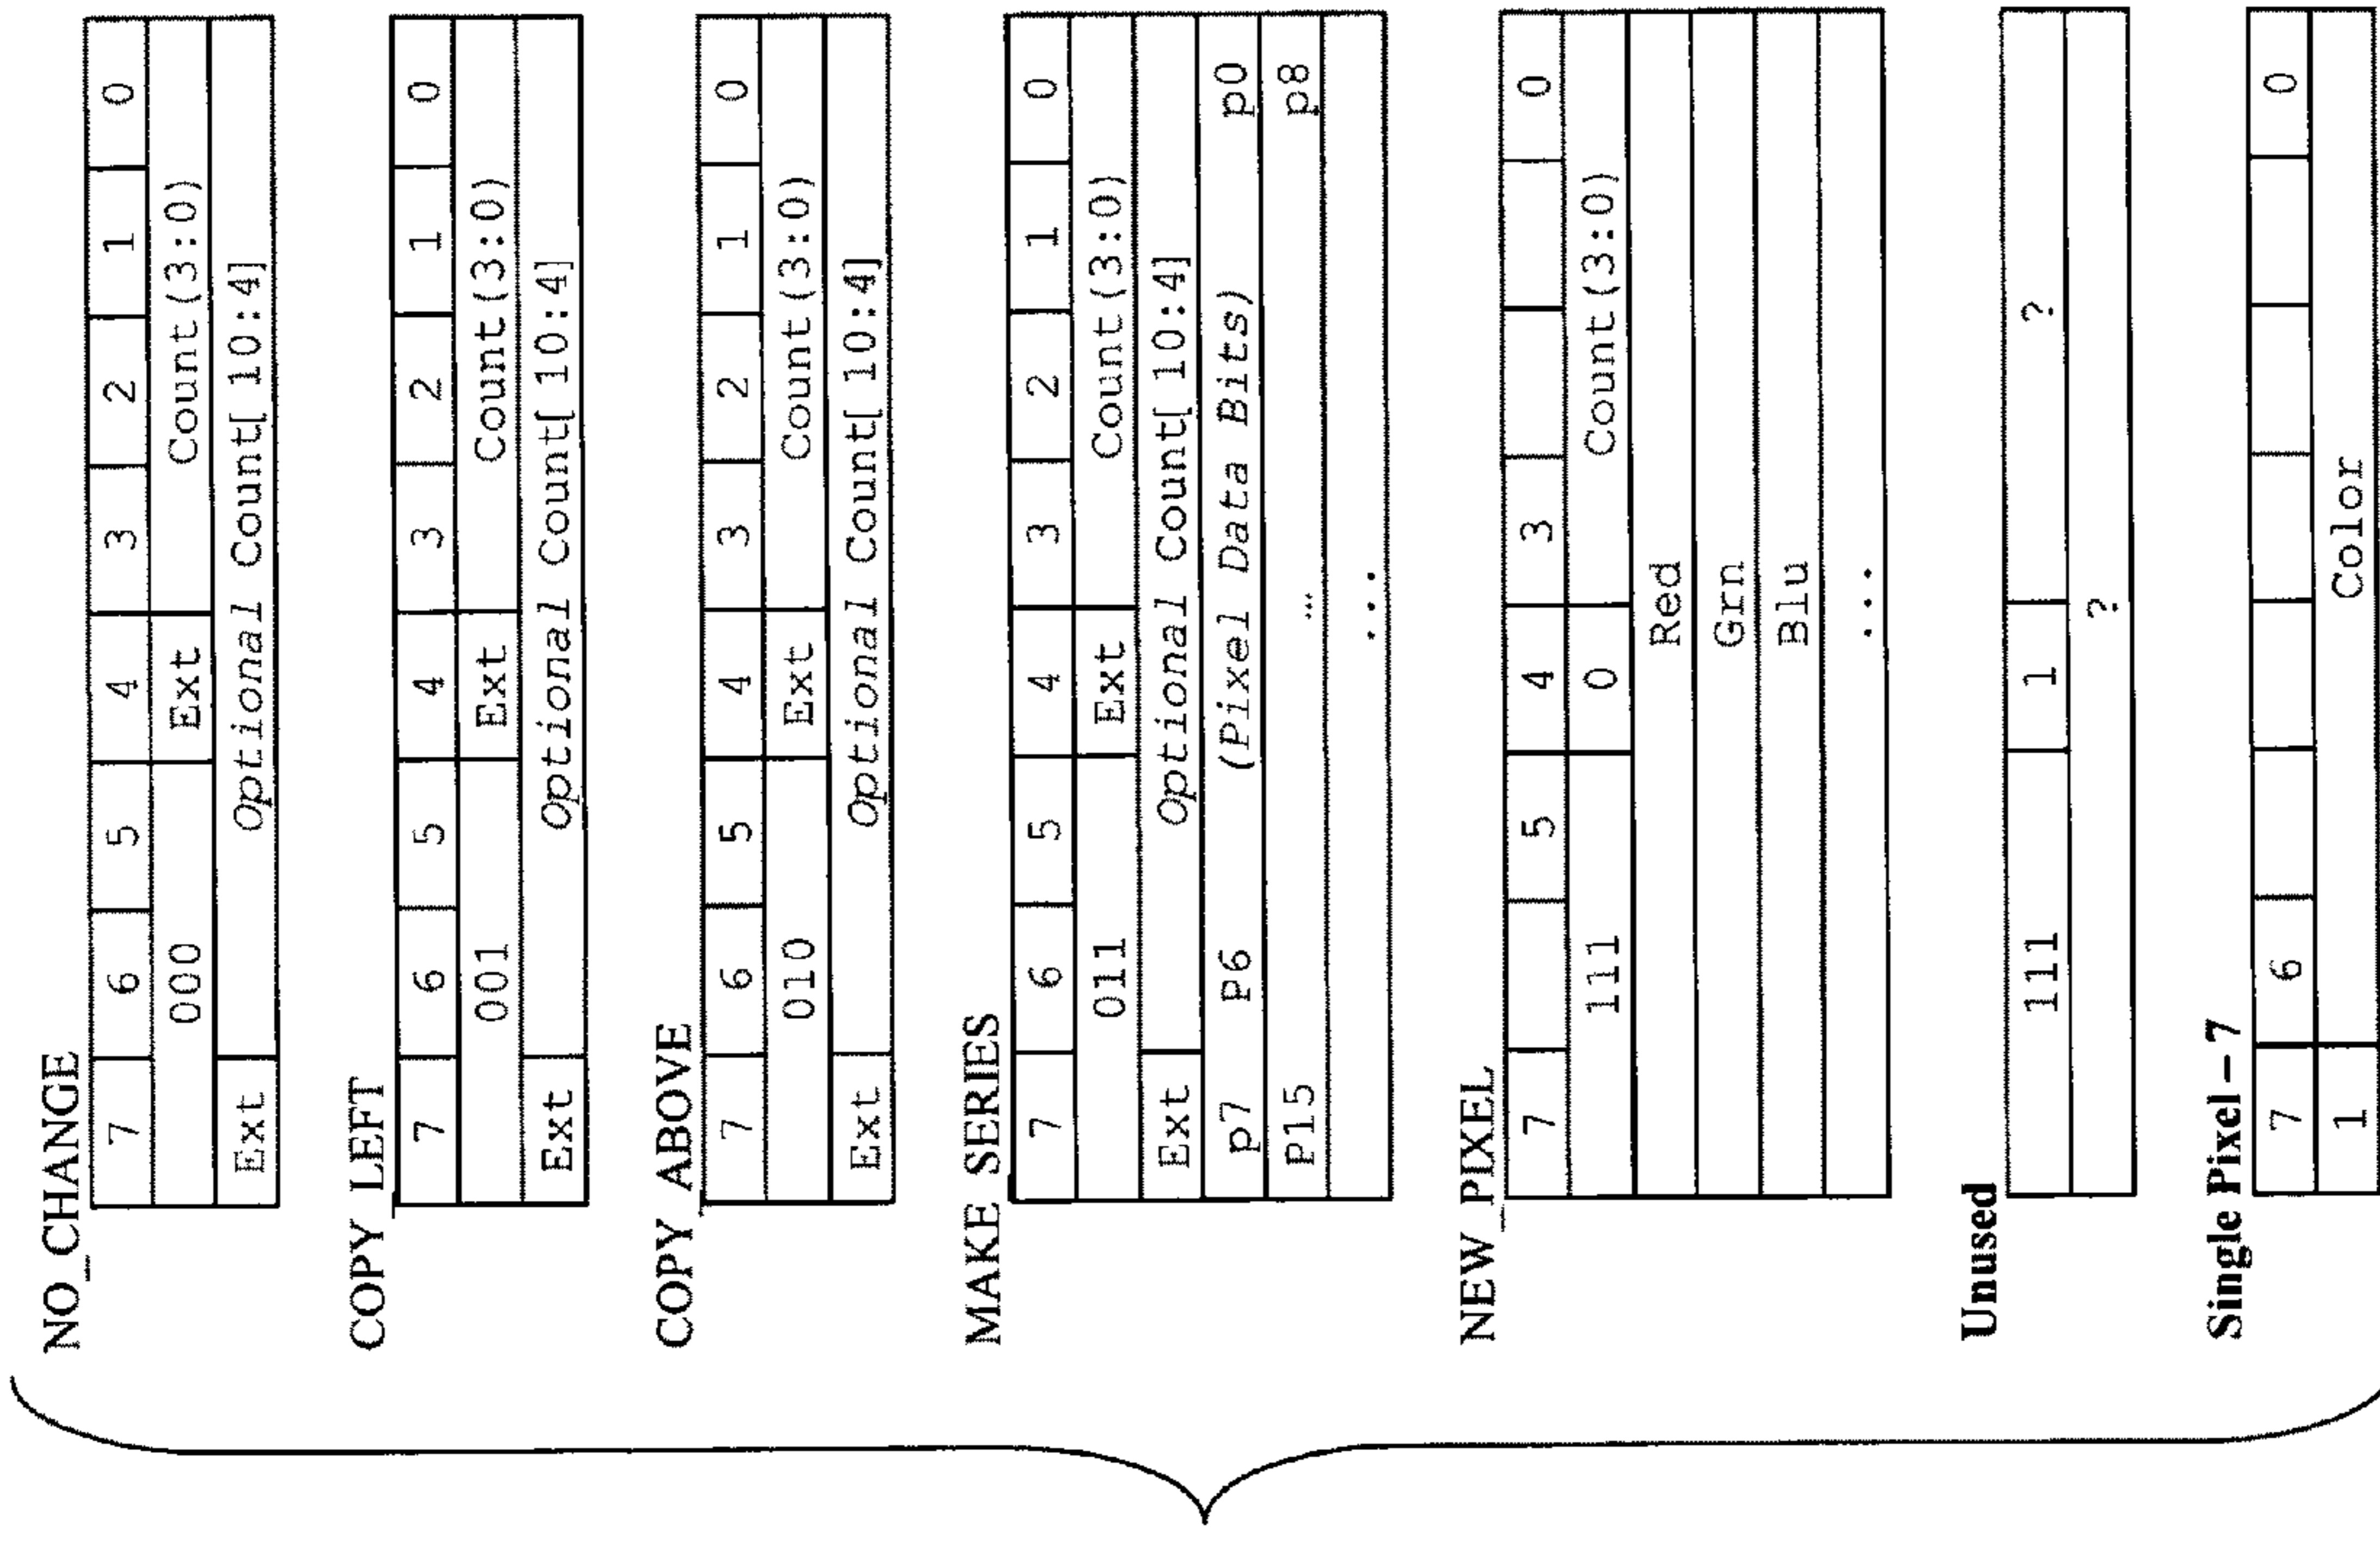 NO_CHANGE
7 6 5 4 3 2 1 0
000 Ext Count(3:0)
Ext Optional Count[10:4]
COPY_LEFT
7 6 5 4 3 2 1 0
001 Ext Count(3:0)
Ext Optional Count[10:4]
COPY_ABOVE
7 6 5 4 3 2 1 0
010 Ext Count(3:0)
Ext Optional Count[10:4]
MAKE SERIES
7 6 5 4 3 2 1 0
011 Ext Count(3:0)
Ext Optional Count[10:4]
p7 P6 (Pixel Data Bits) p0
P15 ... p8
...
NEW_PIXEL
7 5 4 3 0
111 0 Count(3:0)
Red
Grn
Blu
...
Unused
111 1 ?
?
Single Pixel – 7
7 6 0
1 Color